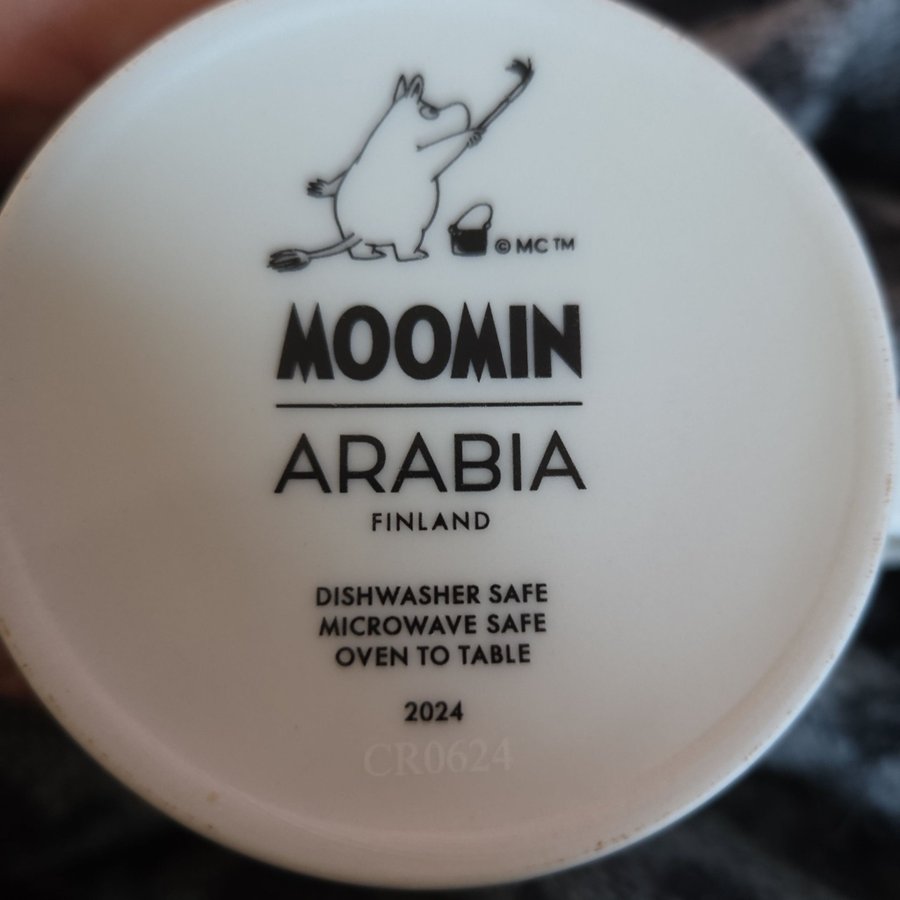 © MC ™
MOOMIN
ARABIA
FINLAND
DISHWASHER SAFE
MICROWAVE SAFE
OVEN TO TABLE
2024
CR0624